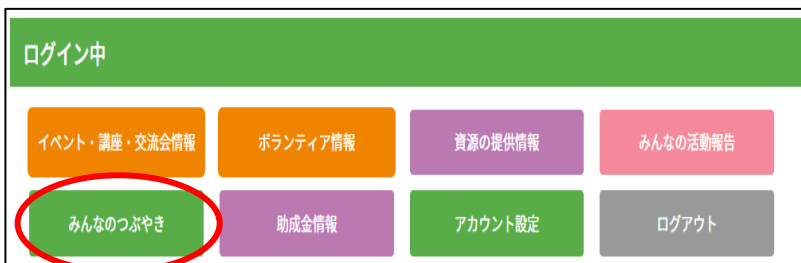 ログイン中
イベント・講座・交流会情報
ボランティア情報
資源の提供情報
みんなの活動報告
みんなのつぶやき
助成金情報
アカウント設定
ログアウト